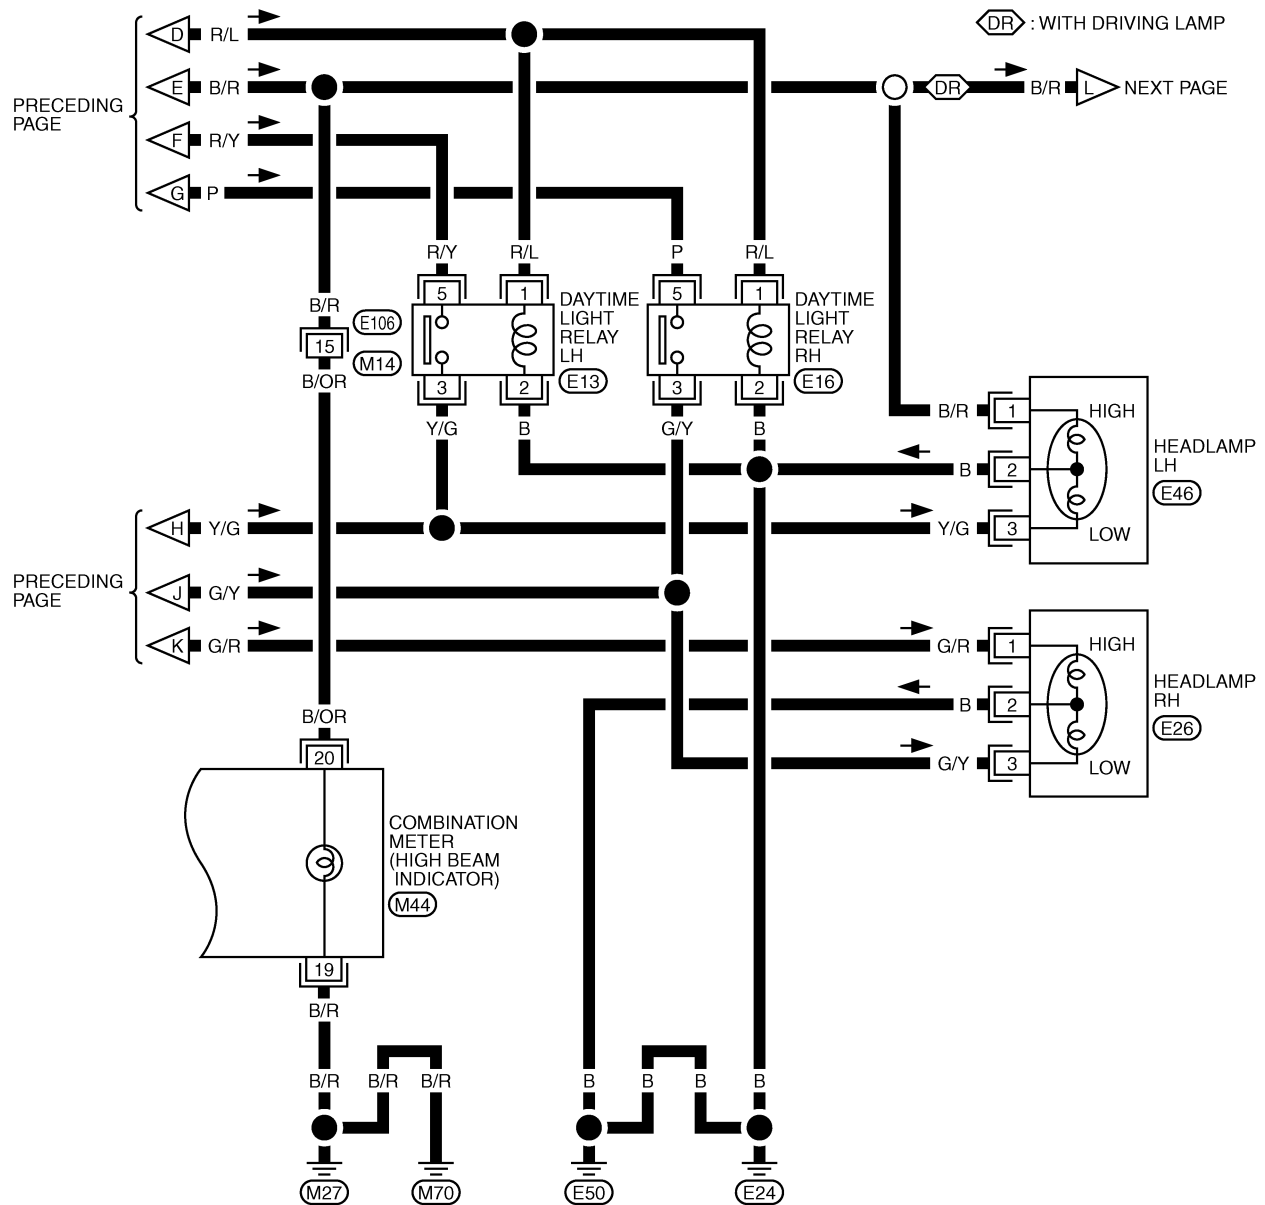 D R/L
DR : WITH DRIVING LAMP
E B/R
DR
B/R L NEXT PAGE
PRECEDING
PAGE
F R/Y
G P
R/Y R/L P R/L
5 1 5 1
DAYTIME
LIGHT
RELAY
LH
E13
DAYTIME
LIGHT
RELAY
RH
E16
B/R
E106
15
M14
B/OR
3 2 3 2
Y/G B G/Y B
B/R 1 HIGH
B 2
Y/G 3 LOW
HEADLAMP
LH
E46
H Y/G
PRECEDING
PAGE
J G/Y
K G/R
G/R 1 HIGH
B 2
G/Y 3 LOW
HEADLAMP
RH
E26
B/OR
20
COMBINATION
METER
(HIGH BEAM
INDICATOR)
M44
19
B/R
B/R B/R B/R B B B B
M27 M70 E50 E24